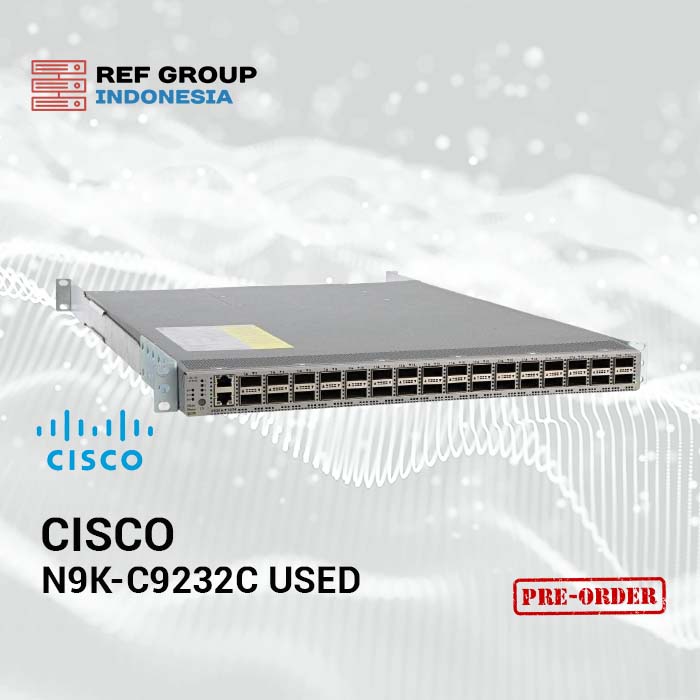 REF GROUP
INDONESIA
CISCO
CISCO
N9K-C9232C USED
PRE-ORDER